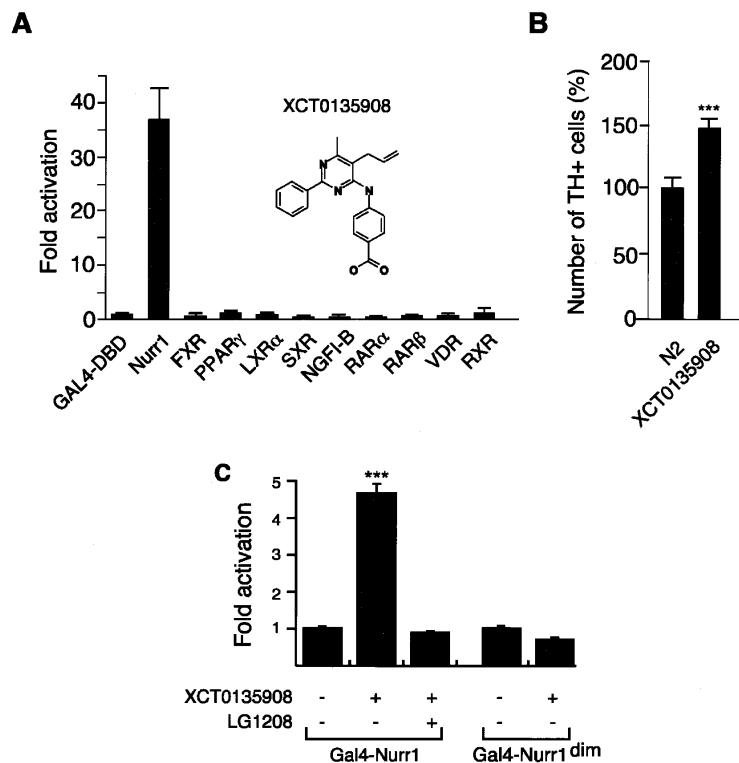 A
Fold activation
40
30
20
10
0
XCT0135908
N
N
N
O
O
GAL4-DBD
Nurr1
FXR
PPARγ
LXRα
SXR
NGFI-B
RARα
RARβ
VDR
RXR
B
Number of TH+ cells (%)
200
150
100
50
0
***
N2
XCT0135908
C
Fold activation
5
4
3
2
1
***
XCT0135908 - + + - +
LG1208 - - + - -
Gal4-Nurr1 Gal4-Nurr1dim